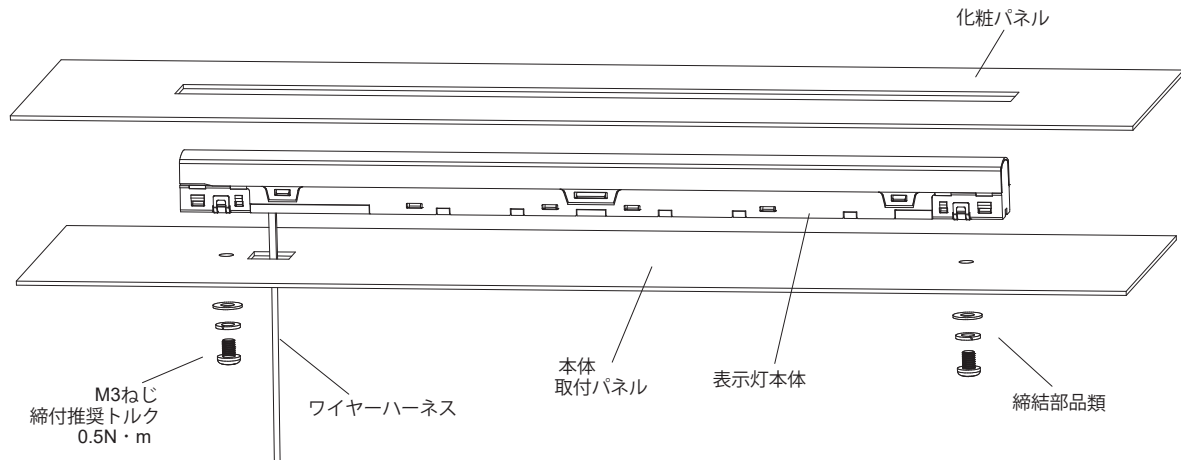 化粧パネル
本体
取付パネル
表示灯本体
M3ねじ
締付推奨トルク
0.5N・m
ワイヤーハーネス
締結部品類